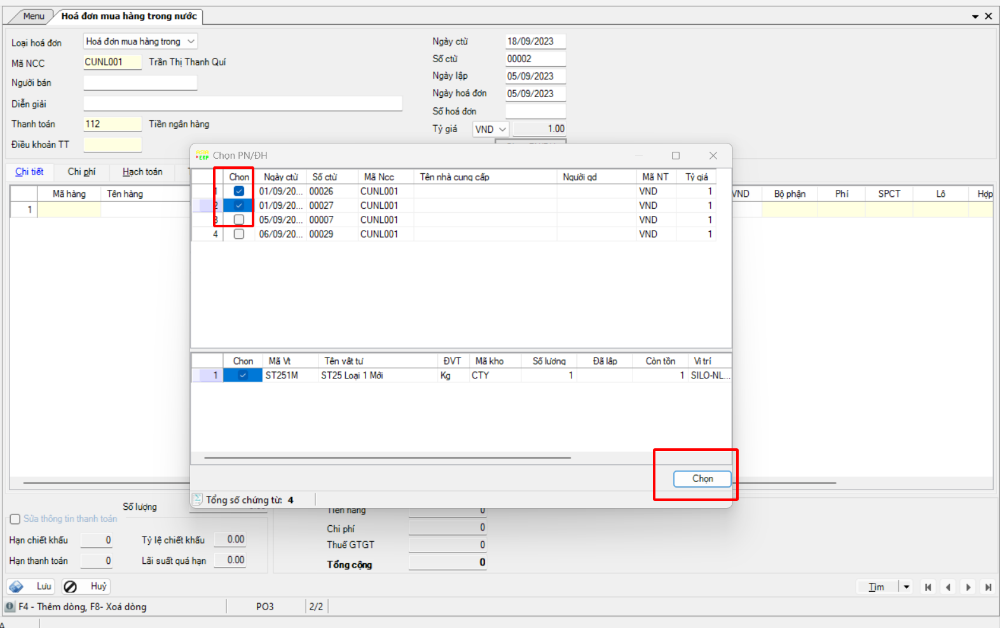 Menu Hoá đơn mua hàng trong nước
Loại hoá đơn Hoá đơn mua hàng trong Ngày ctừ 18/09/2023
Mã NCC CUNL001 Trần Thị Thanh Quí Số ctừ 00002
Người bán Ngày lập 05/09/2023
Diễn giải Ngày hoá đơn 05/09/2023
Số hoá đơn
Thanh toán 112 Tiền ngân hàng
Tỷ giá VND 1.00
Điều khoản TT
Chi tiết Chi phí Hạch toán
Mã hàng Tên hàng VND Bộ phận Phí SPCT Lô Hợp
1
ERP Chọn PN/ĐH
Chọn Ngày ctừ Số ctừ Mã Ncc Tên nhà cung cấp Người gd Mã NT Tỷ giá
1 01/09/20... 00026 CUNL001 VND 1
2 01/09/20... 00027 CUNL001 VND 1
3 05/09/20... 00007 CUNL001 VND 1
4 06/09/20... 00029 CUNL001 VND 1
Chọn Mã Vt Tên vật tư ĐVT Mã kho Số lượng Đã lập Còn tồn Vị trí
1 ST251M ST25 Loại 1 Mới Kg CTY 1 1 SILO-NL...
Chọn
Tổng số chứng từ: 4
Số lượng
Tiền hàng 0
Sửa thông tin thanh toán
Chi phí 0
Hạn chiết khấu 0 Tỷ lệ chiết khấu 0.00
Thuế GTGT 0
Hạn thanh toán 0 Lãi suất quá hạn 0.00
Tổng cộng 0
Lưu Huỷ Tìm
F4 - Thêm dòng, F8- Xoá dòng PO3 2/2